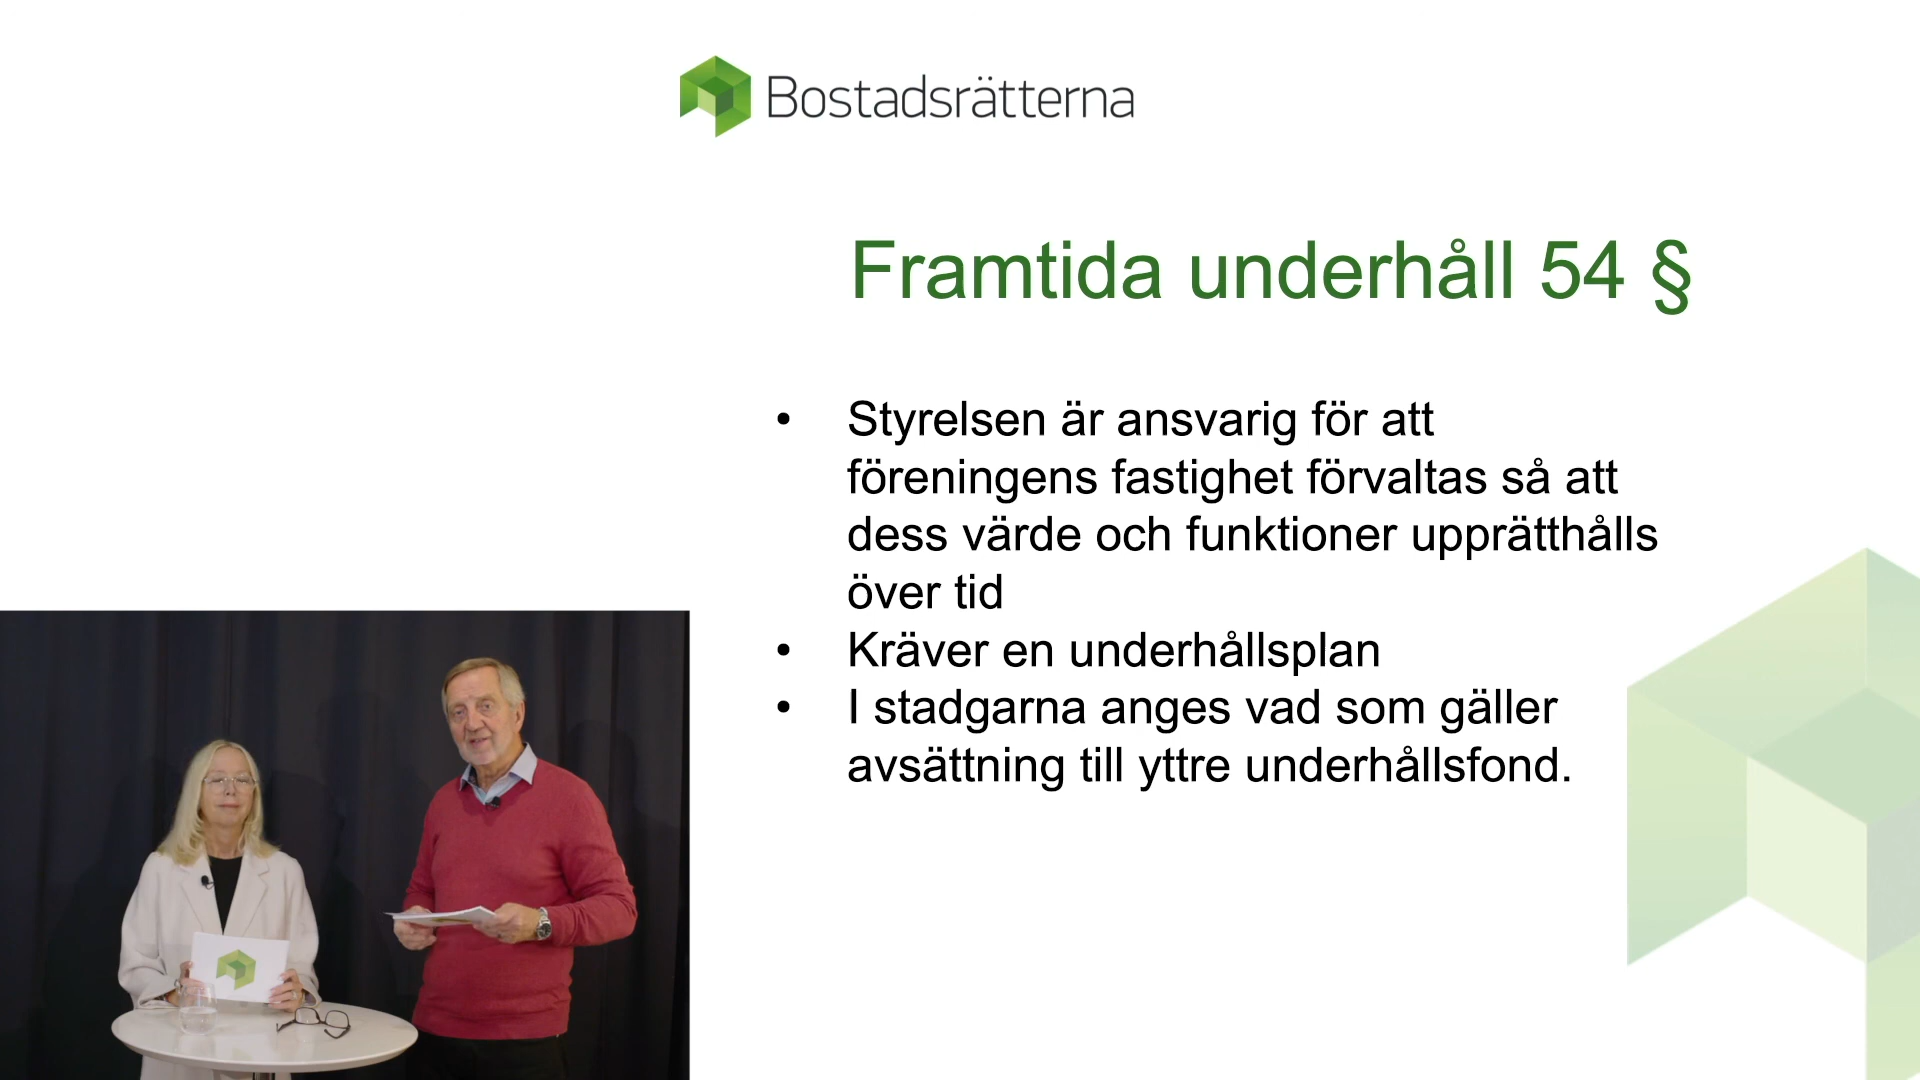 Bostadsrätterna
Framtida underhåll 54 §
• Styrelsen är ansvarig för att
föreningens fastighet förvaltas så att
dess värde och funktioner upprätthålls
över tid
• Kräver en underhållsplan
• I stadgarna anges vad som gäller
avsättning till yttre underhållsfond.